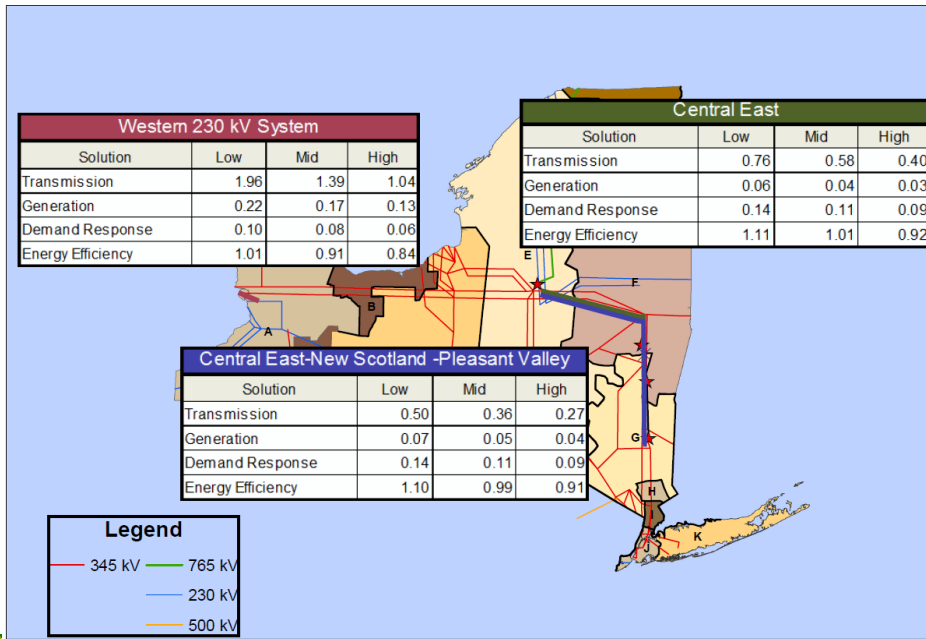 Western 230 kV System
Solution Low Mid High
Transmission 1.96 1.39 1.04
Generation 0.22 0.17 0.13
Demand Response 0.10 0.08 0.06
Energy Efficiency 1.01 0.91 0.84
Central East
Solution Low Mid High
Transmission 0.76 0.58 0.40
Generation 0.06 0.04 0.03
Demand Response 0.14 0.11 0.09
Energy Efficiency 1.11 1.01 0.92
E
F
B
A
Central East-New Scotland -Pleasant Valley
Solution Low Mid High
Transmission 0.50 0.36 0.27
Generation 0.07 0.05 0.04
Demand Response 0.14 0.11 0.09
Energy Efficiency 1.10 0.99 0.91
G
H
I
K
J
Legend
345 kV 765 kV
230 kV
500 kV